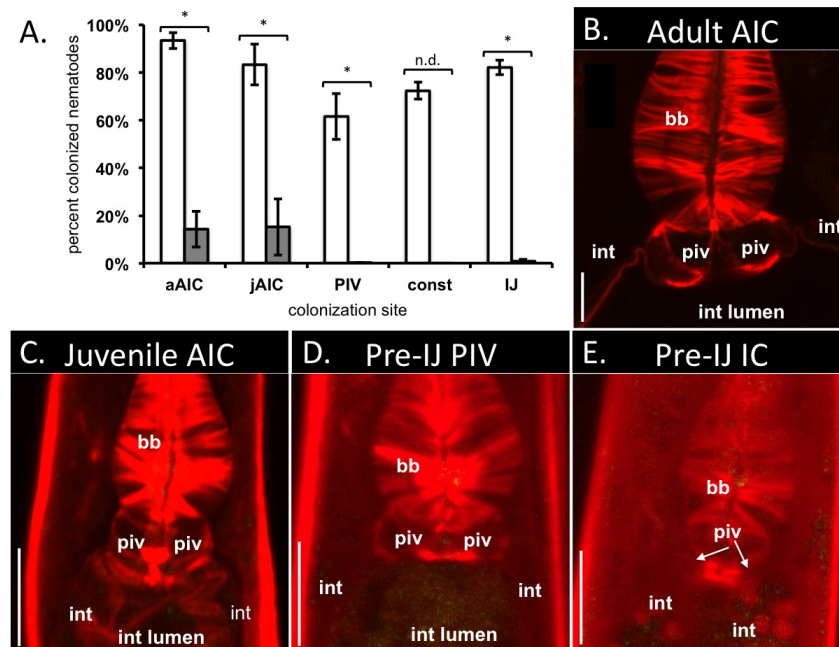 A.
* * * n.d. *
100%
80%
60%
40%
20%
0%
percent colonized nematodes
aAIC jAIC PIV const IJ
colonization site
B. Adult AIC
bb
int
int piv piv
int lumen
C. Juvenile AIC
bb
piv piv
int int
int lumen
D. Pre-IJ PIV
bb
piv piv
int int
int lumen
E. Pre-IJ IC
bb
piv
int
int